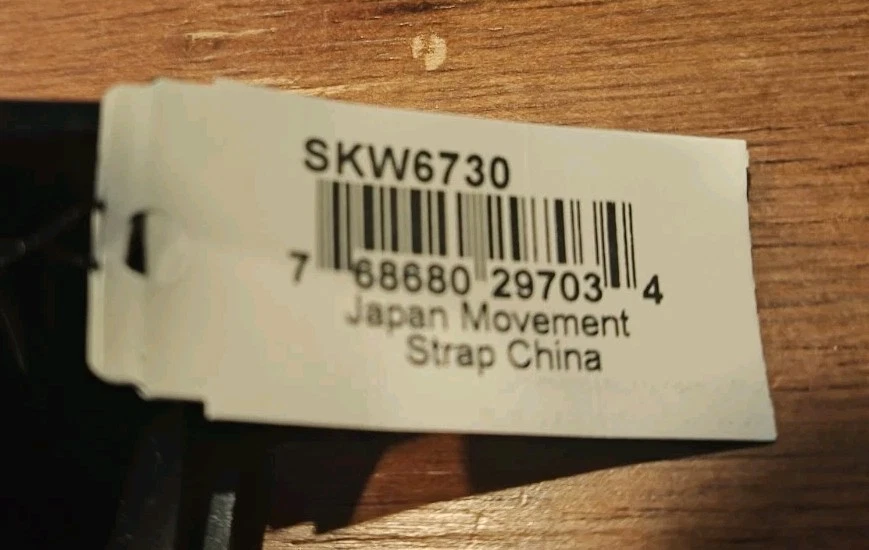 SKW6730
7 68680 29703 4
Japan Movement
Strap China